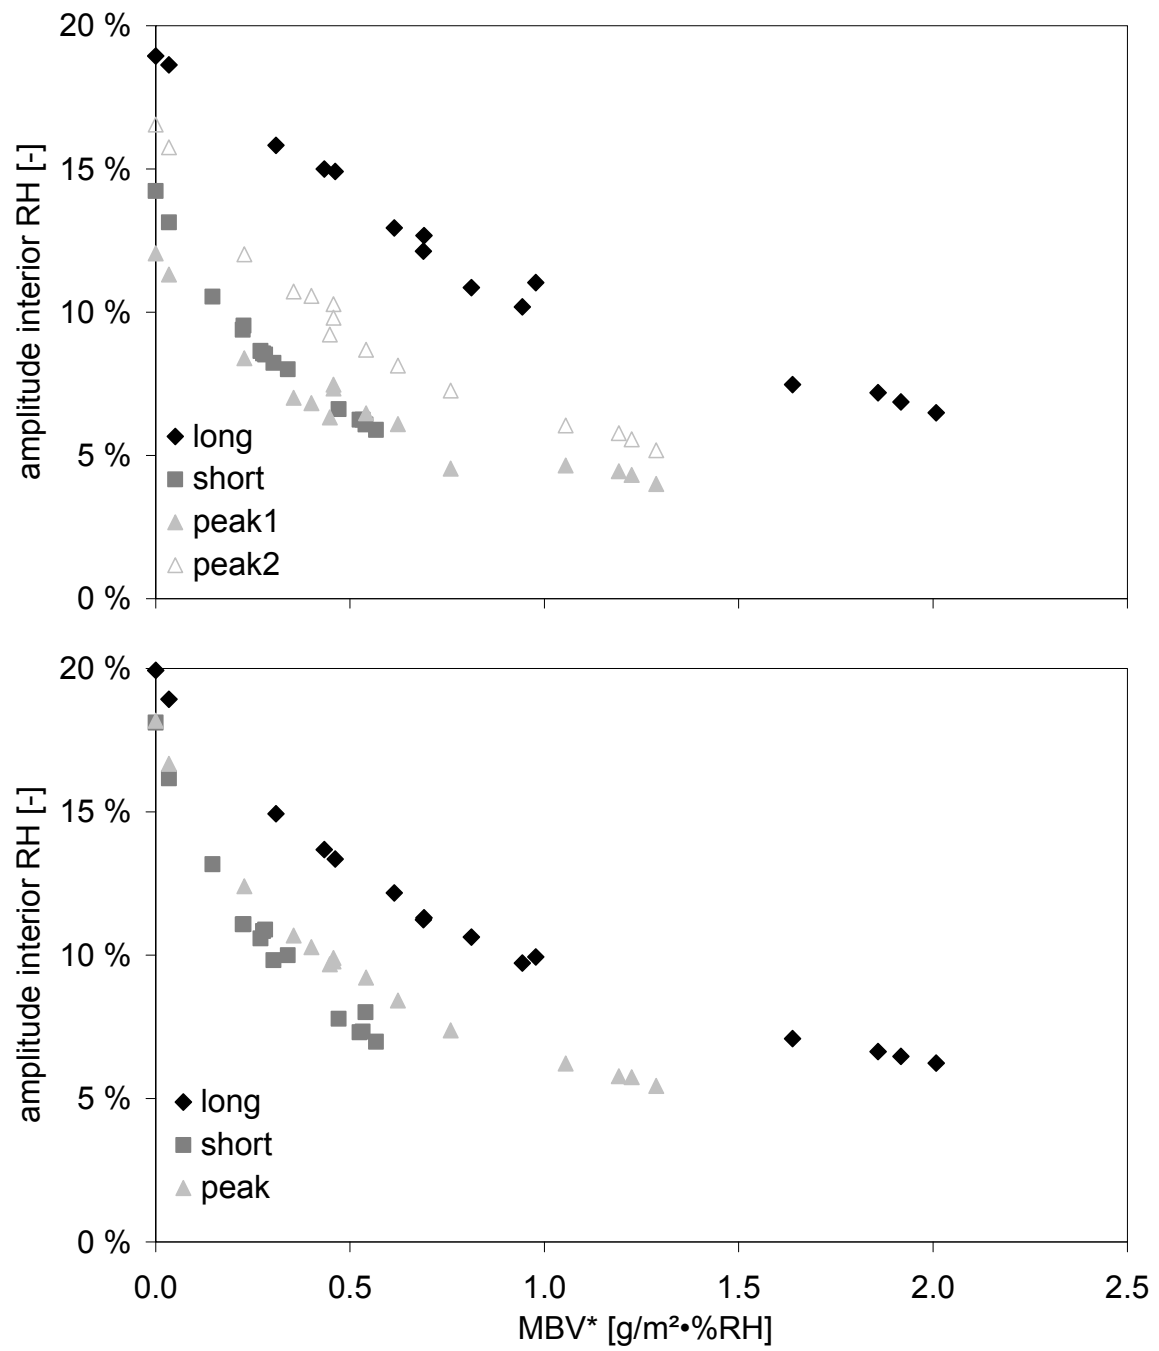 20 %
15 %
10 %
5 %
0 %
amplitude interior RH [-]
long
short
peak1
peak2
20 %
15 %
10 %
5 %
0 %
amplitude interior RH [-]
long
short
peak
0.0 0.5 1.0 1.5 2.0 2.5
MBV* [g/m²•%RH]